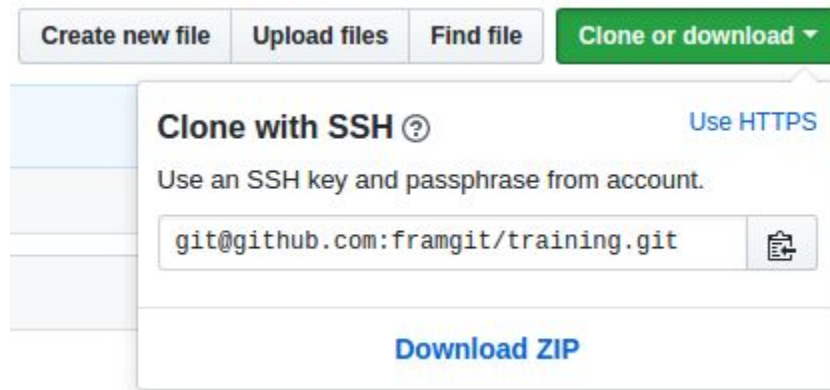 Create new file Upload files Find file Clone or download
Clone with SSH Use HTTPS
Use an SSH key and passphrase from account.
git@github.com:framgit/training.git
Download ZIP